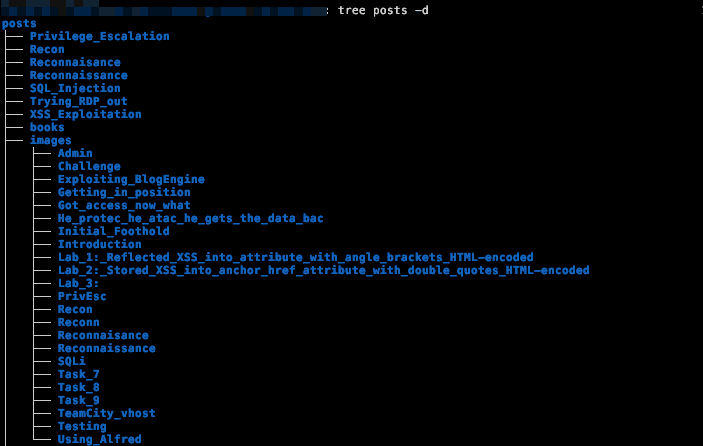 : tree posts -d
posts
├── Privilege_Escalation
├── Recon
├── Reconnaisance
├── Reconnaissance
├── SQL_Injection
├── Trying_RDP_out
├── XSS_Exploitation
├── books
├── images
│   ├── Admin
│   ├── Challenge
│   ├── Exploiting_BlogEngine
│   ├── Getting_in_position
│   ├── Got_access_now_what
│   ├── He_protec_he_atac_he_gets_the_data_bac
│   ├── Initial_Foothold
│   ├── Introduction
│   ├── Lab_1:_Reflected_XSS_into_attribute_with_angle_brackets_HTML-encoded
│   ├── Lab_2:_Stored_XSS_into_anchor_href_attribute_with_double_quotes_HTML-encoded
│   ├── Lab_3:
│   ├── PrivEsc
│   ├── Recon
│   ├── Reconn
│   ├── Reconnaisance
│   ├── Reconnaissance
│   ├── SQLi
│   ├── Task_7
│   ├── Task_8
│   ├── Task_9
│   ├── TeamCity_vhost
│   ├── Testing
│   └── Using_Alfred